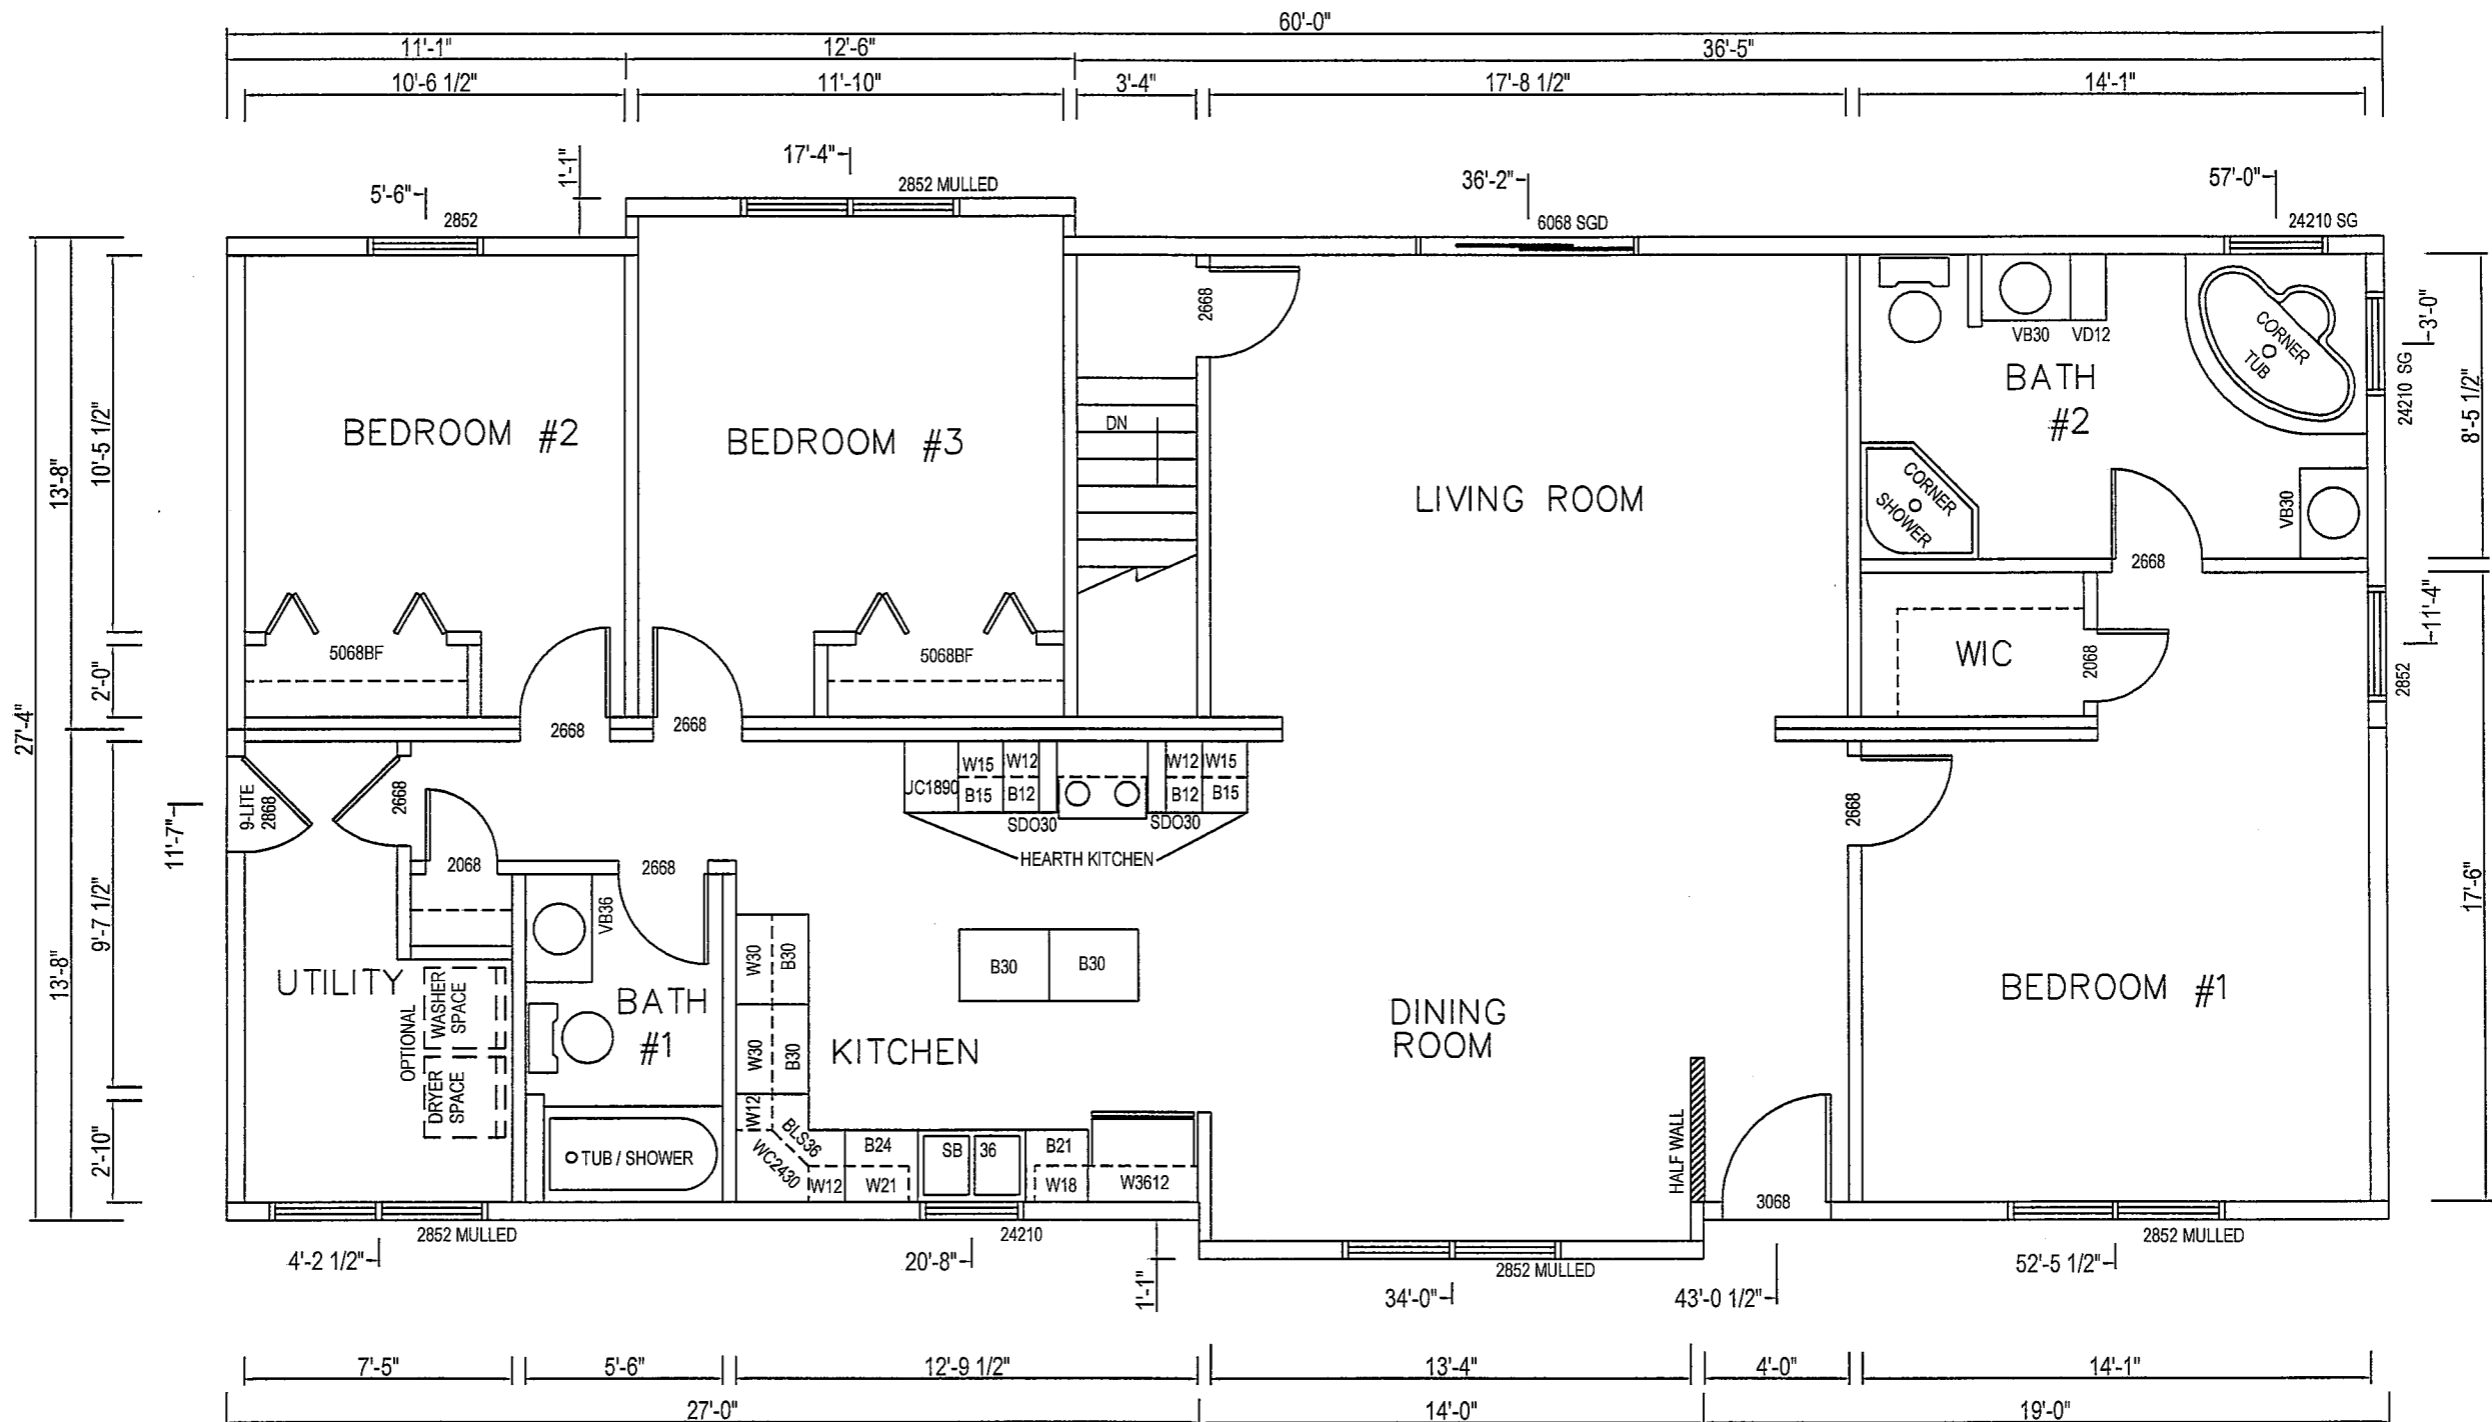 60'-0"
11'-1" 12'-6" 36'-5"
10'-6 1/2" 11'-10" 3'-4" 17'-8 1/2" 14'-1"
1'-1"
17'-4"
2852 MULLED
5'-6"
2852
36'-2"
6068 SGD
57'-0"
24210 SG
27'-4"
13'-8"
10'-5 1/2"
2'-0"
BEDROOM #2
5068BF
2668
BEDROOM #3
5068BF
2668
DN
2668
LIVING ROOM
VB30 VD12
BATH
#2
CORNER
TUB
CORNER
SHOWER
VB30
2668
WIC
2068
3'-0"
24210 SG
8'-5 1/2"
11'-4"
2852
17'-6"
13'-8"
9'-7 1/2"
2'-10"
11'-7"
9-LITE
2868
2668
2068
2668
UTILITY
OPTIONAL
WASHER
SPACE
DRYER
SPACE
VB36
BATH
#1
TUB / SHOWER
JC1890
W15 W12 W12 W15
B15 B12 B12 B15
SDO30 SDO30
HEARTH KITCHEN
W30 B30
W30 B30
W12
BLS36
WC2430
B30 B30
KITCHEN
B24 SB 36 B21
W12 W21 W18 W3612
DINING
ROOM
HALF WALL
3068
2668
BEDROOM #1
2852 MULLED
4'-2 1/2"
24210
20'-8"
1'-1"
2852 MULLED
34'-0"
43'-0 1/2"
2852 MULLED
52'-5 1/2"
7'-5" 5'-6" 12'-9 1/2" 13'-4" 4'-0" 14'-1"
27'-0" 14'-0" 19'-0"